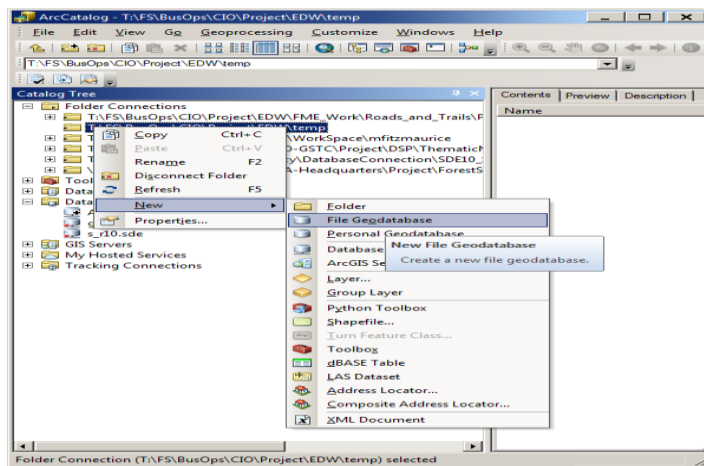 ArcCatalog - T:\FS\BusOps\CIO\Project\EDW\temp
File Edit View Go Geoprocessing Customize Windows Help
T:\FS\BusOps\CIO\Project\EDW\temp
Catalog Tree
Contents Preview Description
Name
Folder Connections
T:\FS\BusOps\CIO\Project\EDW\FME_Work\Roads_and_Trails\F
\WorkSpace\mfitzmaurice
O-GSTC\Project\DSP\Thematic
y\DatabaseConnection\SDE10_
A-Headquarters\Project\ForestS
Tool
Data
Data
A
s_r10.sde
GIS Servers
My Hosted Services
Tracking Connections
Copy Ctrl+C
Paste Ctrl+V
Rename F2
Disconnect Folder
Refresh F5
New
Properties...
Folder
File Geodatabase
Personal Geodatabase
Database
ArcGIS Se
Layer...
Group Layer
Python Toolbox
Shapefile...
Turn Feature Class...
Toolbox
dBASE Table
LAS Dataset
Address Locator...
Composite Address Locator...
XML Document
New File Geodatabase
Create a new file geodatabase.
Folder Connection (T:\FS\BusOps\CIO\Project\EDW\temp) selected